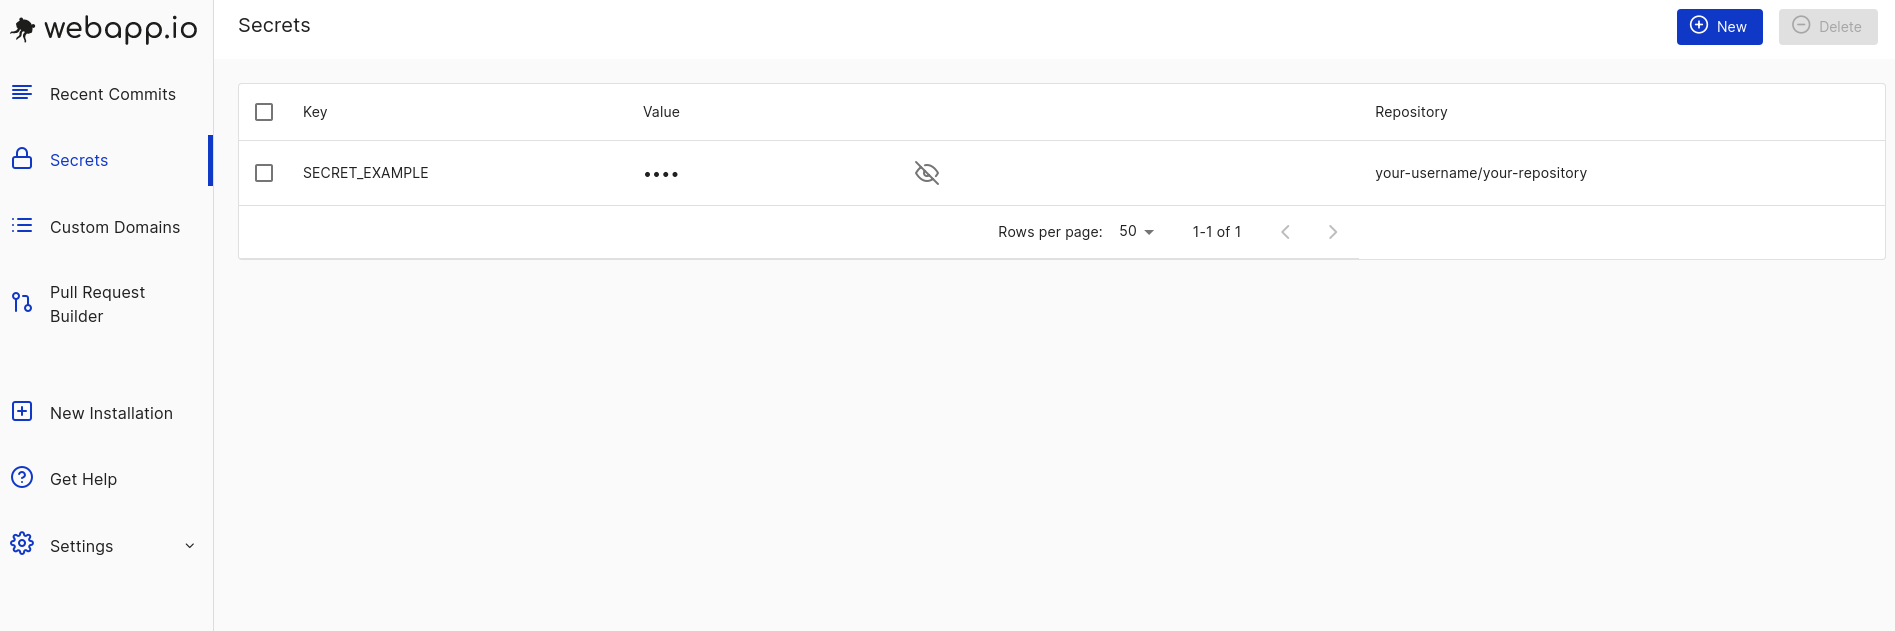 webapp.io
Recent Commits
Secrets
Custom Domains
Pull Request
Builder
New Installation
Get Help
Settings
Secrets
New
Delete
Key Value Repository
SECRET_EXAMPLE •••• your-username/your-repository
Rows per page: 50 1-1 of 1